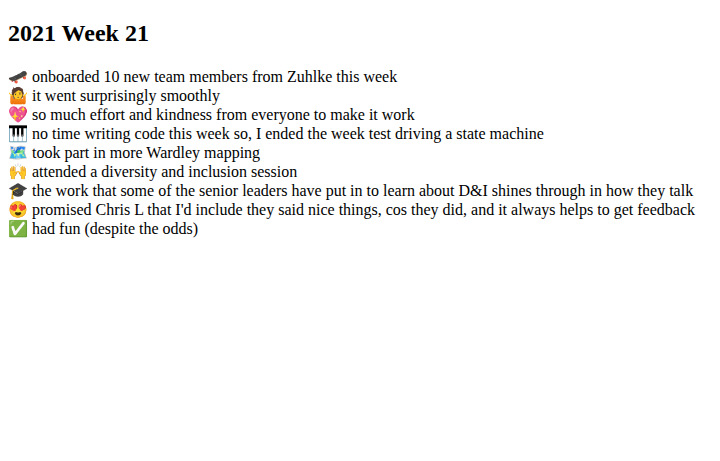 2021 Week 21
🛹 onboarded 10 new team members from Zuhlke this week
🤷 it went surprisingly smoothly
💖 so much effort and kindness from everyone to make it work
🎹 no time writing code this week so, I ended the week test driving a state machine
🗺️ took part in more Wardley mapping
🙌 attended a diversity and inclusion session
🎓 the work that some of the senior leaders have put in to learn about D&I shines through in how they talk
😍 promised Chris L that I'd include they said nice things, cos they did, and it always helps to get feedback
✅ had fun (despite the odds)